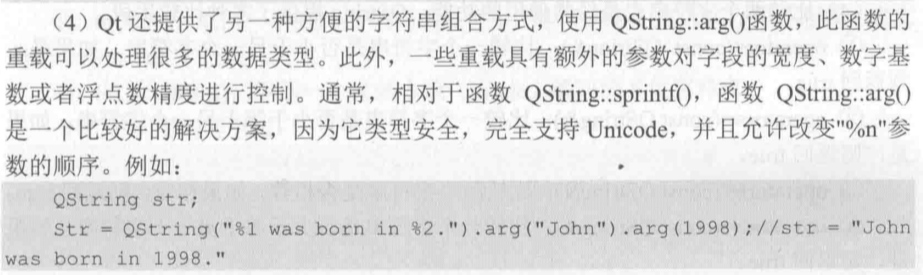 （4）Qt 还提供了另一种方便的字符串组合方式，使用 QString::arg()函数，此函数的
重载可以处理很多的数据类型。此外，一些重载具有额外的参数对字段的宽度、数字基
数或者浮点数精度进行控制。通常，相对于函数 QString::sprintf()，函数 QString::arg()
是一个比较好的解决方案，因为它类型安全，完全支持 Unicode，并且允许改变"%n"参
数的顺序。例如：
QString str;
Str = QString("%1 was born in %2.").arg("John").arg(1998);//str = "John
was born in 1998."